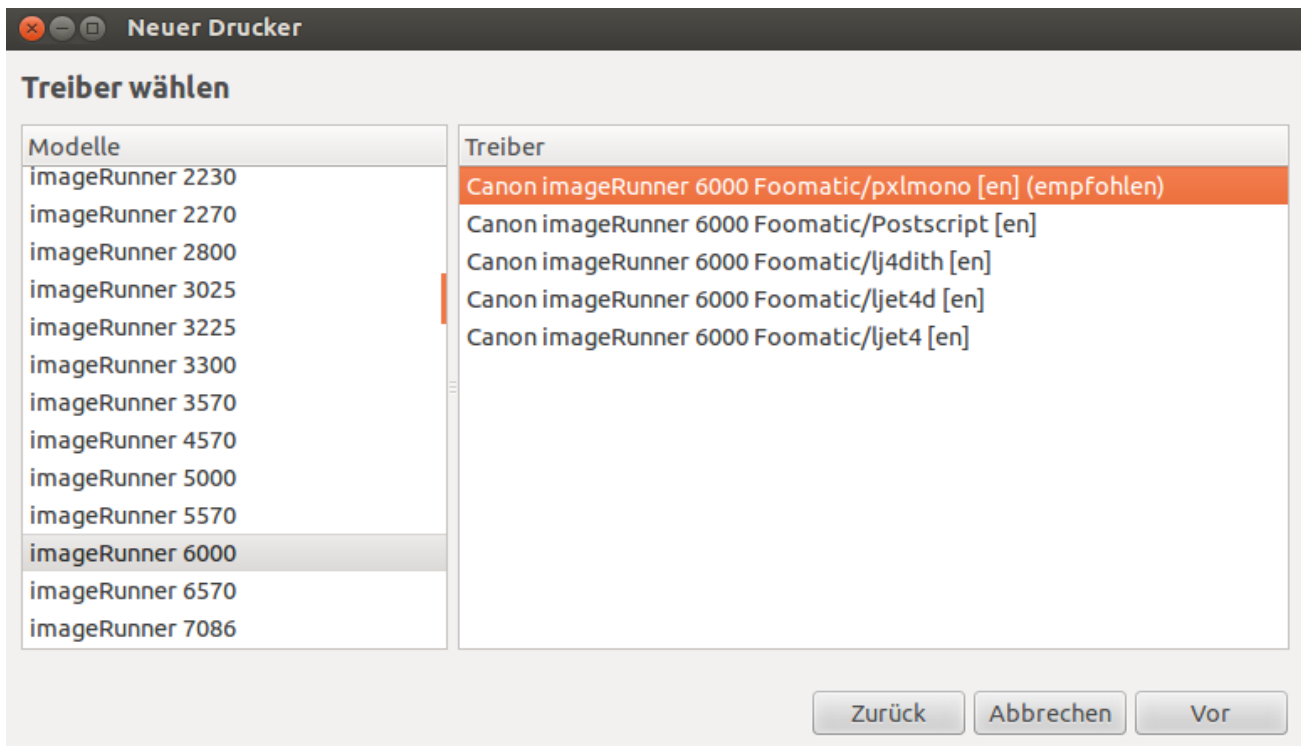 Neuer Drucker
Treiber wählen
Modelle
imageRunner 2230
imageRunner 2270
imageRunner 2800
imageRunner 3025
imageRunner 3225
imageRunner 3300
imageRunner 3570
imageRunner 4570
imageRunner 5000
imageRunner 5570
imageRunner 6000
imageRunner 6570
imageRunner 7086
Treiber
Canon imageRunner 6000 Foomatic/pxlmono [en] (empfohlen)
Canon imageRunner 6000 Foomatic/Postscript [en]
Canon imageRunner 6000 Foomatic/lj4dith [en]
Canon imageRunner 6000 Foomatic/ljet4d [en]
Canon imageRunner 6000 Foomatic/ljet4 [en]
Zurück
Abbrechen
Vor